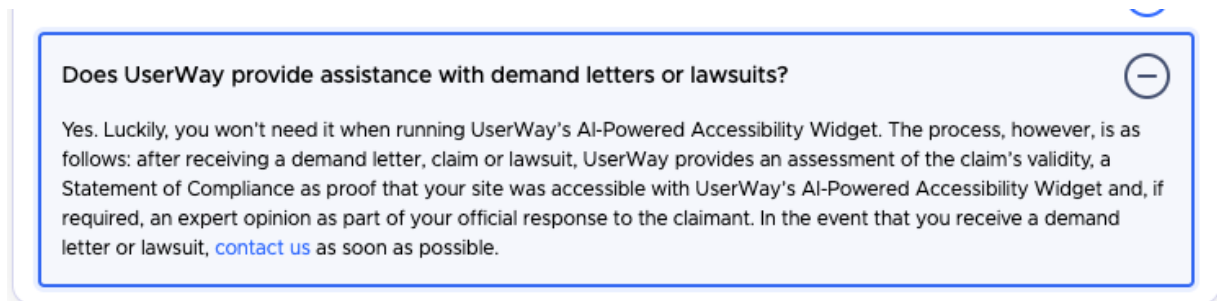 Does UserWay provide assistance with demand letters or lawsuits?
Yes. Luckily, you won't need it when running UserWay's AI-Powered Accessibility Widget. The process, however, is as
follows: after receiving a demand letter, claim or lawsuit, UserWay provides an assessment of the claim's validity, a
Statement of Compliance as proof that your site was accessible with UserWay's AI-Powered Accessibility Widget and, if
required, an expert opinion as part of your official response to the claimant. In the event that you receive a demand
letter or lawsuit, contact us as soon as possible.